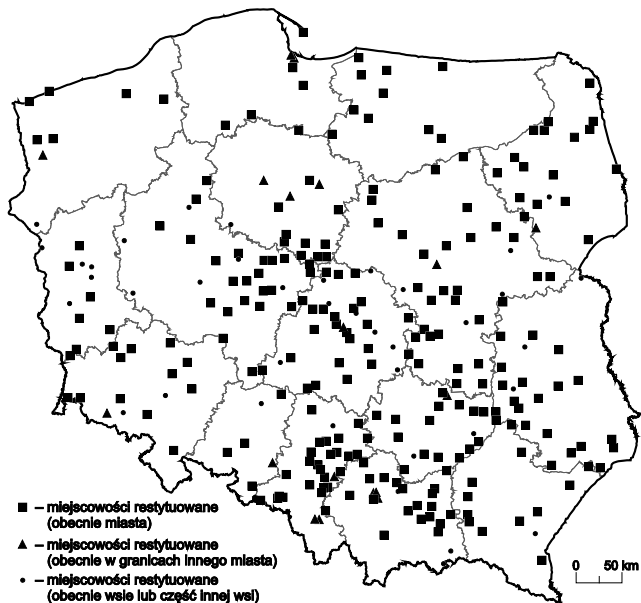 – miejscowości restytuowane
(obecnie miasta)
– miejscowości restytuowane
(obecnie w granicach innego miasta)
– miejscowości restytuowane
(obecnie wsie lub część innej wsi)
0 50 km